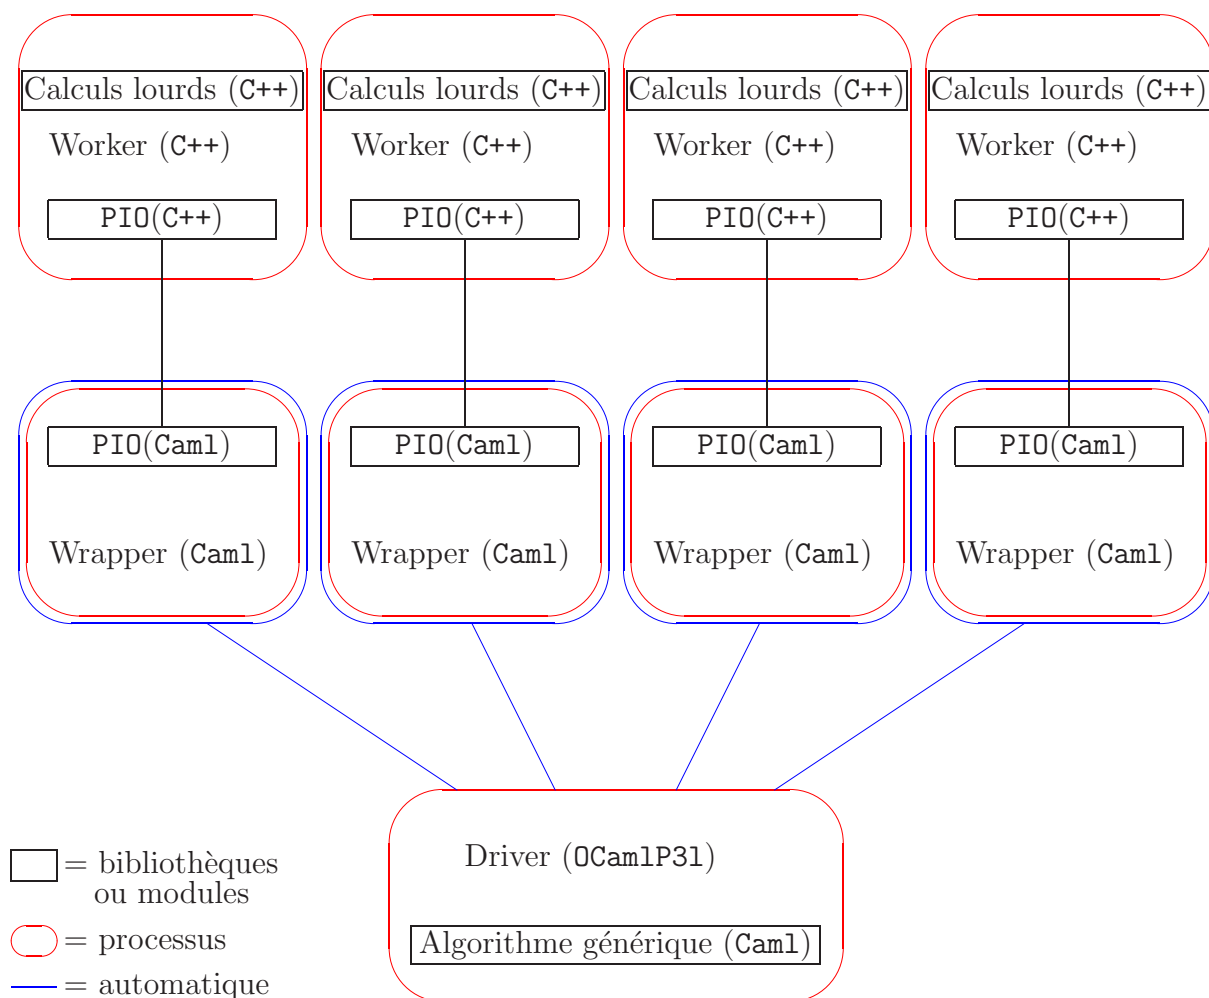 Calculs lourds (C++) Calculs lourds (C++) Calculs lourds (C++) Calculs lourds (C++)
Worker (C++) Worker (C++) Worker (C++) Worker (C++)
PIO(C++) PIO(C++) PIO(C++) PIO(C++)
PIO(Caml) PIO(Caml) PIO(Caml) PIO(Caml)
Wrapper (Caml) Wrapper (Caml) Wrapper (Caml) Wrapper (Caml)
Driver (OCamlP3l)
Algorithme générique (Caml)
= bibliothèques
ou modules
= processus
= automatique